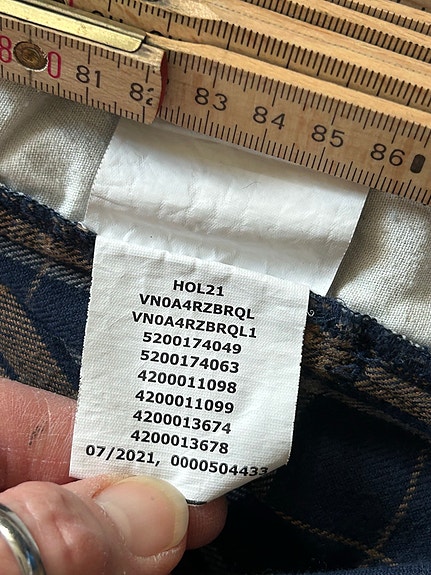 80 81 82 83 84 85 86
HOL21
VN0A4RZBRQL
VN0A4RZBRQL1
5200174049
5200174063
4200011098
4200011099
4200013674
4200013678
07/2021, 0000504433